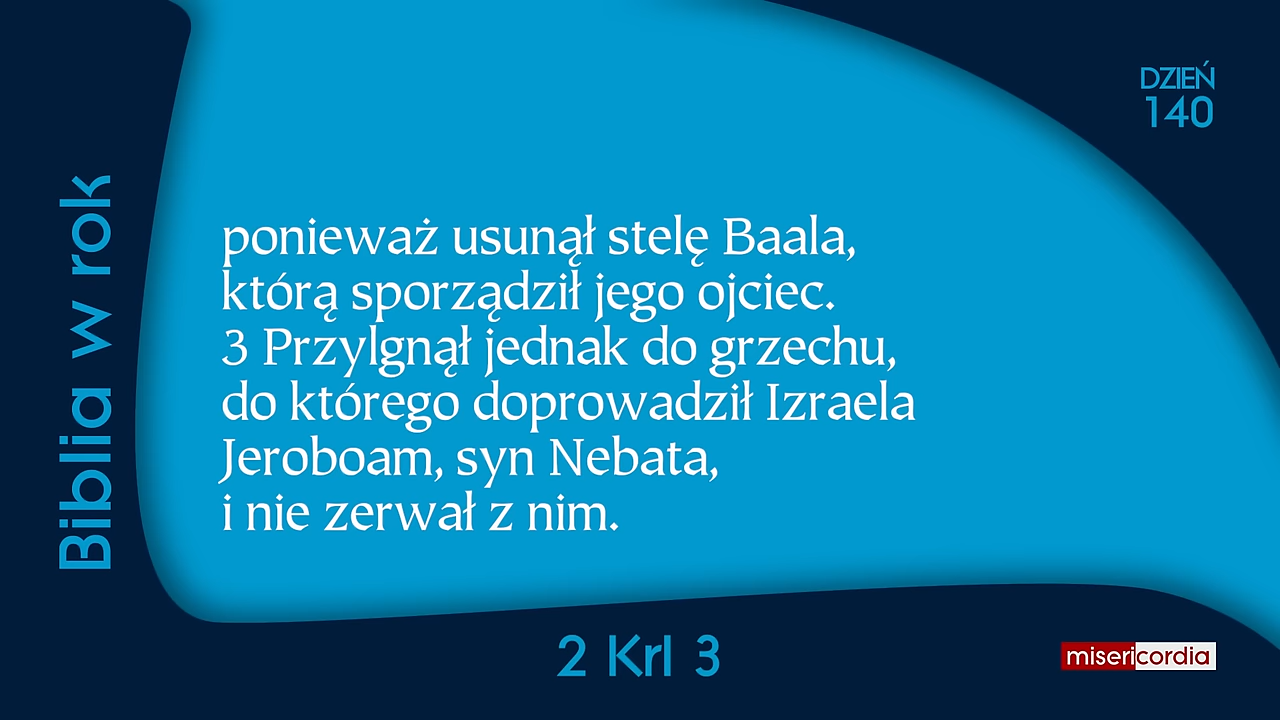 DZIEŃ
140
Biblia w rok
ponieważ usunął stelę Baala,
którą sporządził jego ojciec.
3 Przylgnął jednak do grzechu,
do którego doprowadził Izraela
Jeroboam, syn Nebata,
i nie zerwał z nim.
2 Krl 3
misericordia